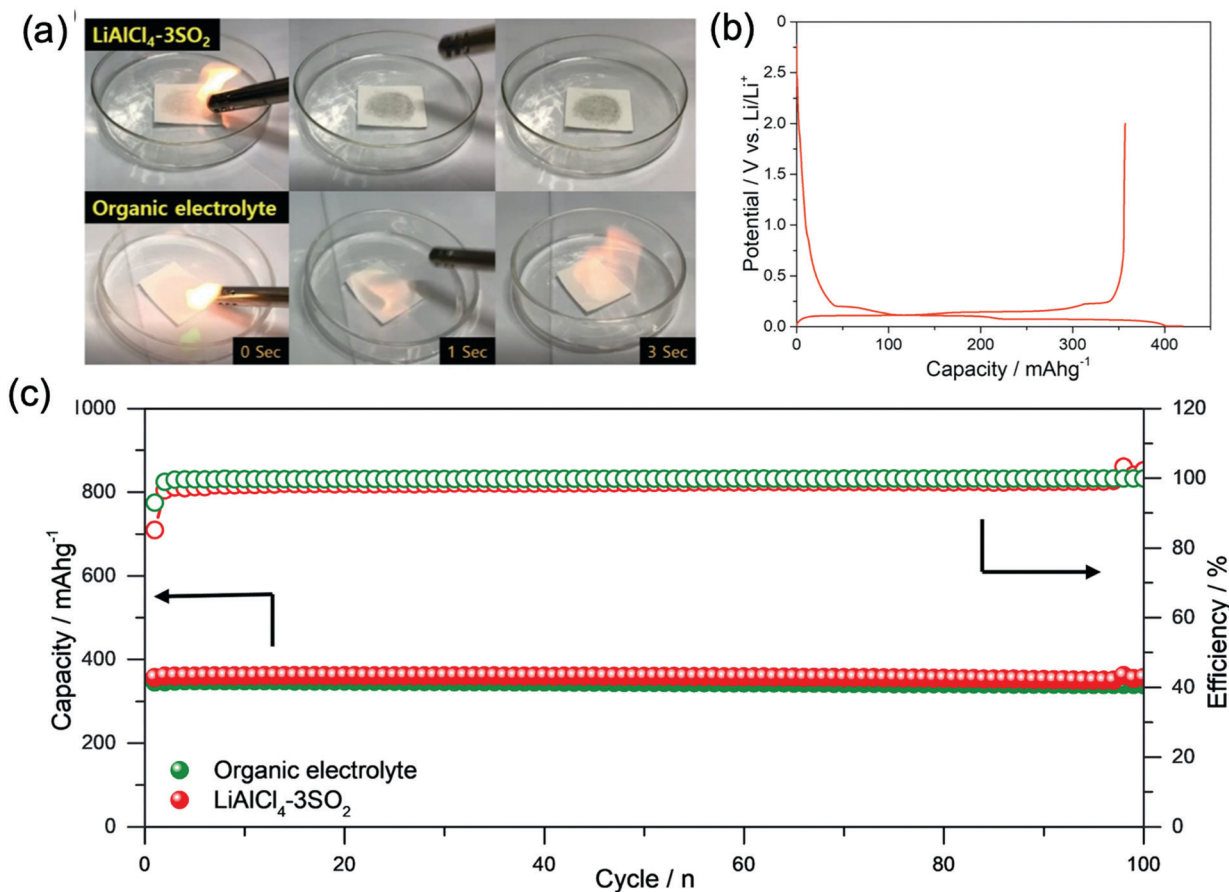 (a)
LiAlCl₄-3SO₂
Organic electrolyte
0 Sec
1 Sec
3 Sec
(b)
Potential / V vs. Li/Li⁺
0
2.5
2.0
1.5
1.0
0.5
0.0
0
100
200
300
400
Capacity / mAhg⁻¹
(c)
Capacity / mAhg⁻¹
1000
800
600
400
200
0
120
100
80
60
40
20
0
Efficiency / %
Organic electrolyte
LiAlCl₄-3SO₂
0
20
40
60
80
100
Cycle / n